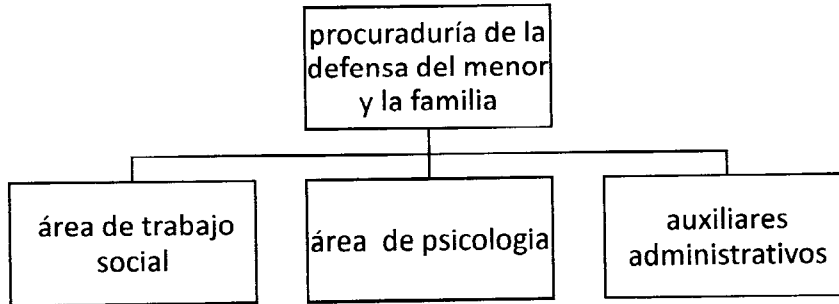 procuraduría de la
defensa del menor
y la familia
área de trabajo
social
área de psicologia
auxiliares
administrativos